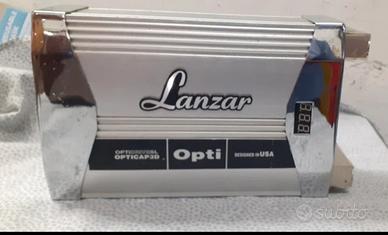 Lanzar
OPTICAP3D
Opti
DESIGNED IN USA
subito